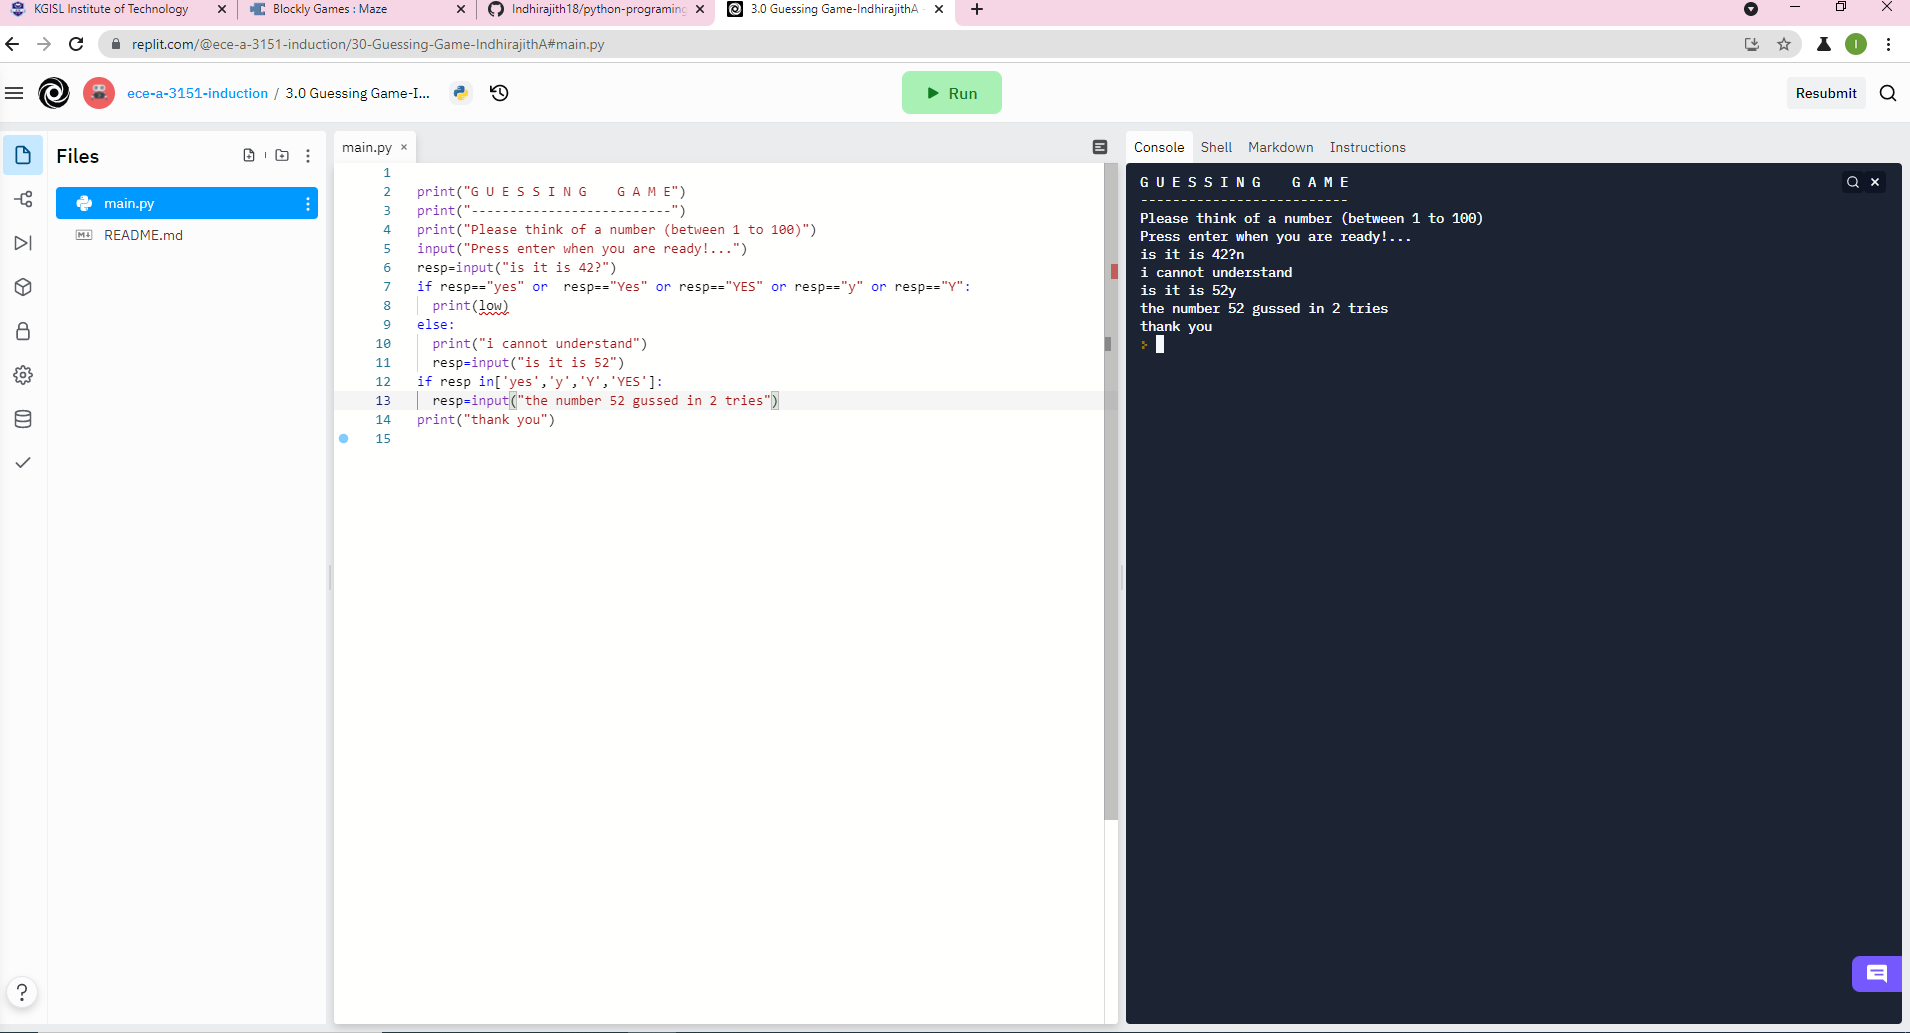 KGISL Institute of Technology
Blockly Games : Maze
Indhirajith18/python-programing
3.0 Guessing Game-IndhirajithA
replit.com/@ece-a-3151-induction/30-Guessing-Game-IndhirajithA#main.py
I
ece-a-3151-induction / 3.0 Guessing Game-I...
Run
Resubmit
Files
main.py
README.md
main.py
1
2 print("G U E S S I N G    G A M E")
3 print("--------------------------")
4 print("Please think of a number (between 1 to 100)")
5 input("Press enter when you are ready!...")
6 resp=input("is it is 42?")
7 if resp=="yes" or  resp=="Yes" or resp=="YES" or resp=="y" or resp=="Y":
8   print(low)
9 else:
10   print("i cannot understand")
11   resp=input("is it is 52")
12 if resp in['yes','y','Y','YES']:
13   resp=input("the number 52 gussed in 2 tries")
14 print("thank you")
15
Console Shell Markdown Instructions
G U E S S I N G    G A M E
--------------------------
Please think of a number (between 1 to 100)
Press enter when you are ready!...
is it is 42?n
i cannot understand
is it is 52y
the number 52 gussed in 2 tries
thank you
?